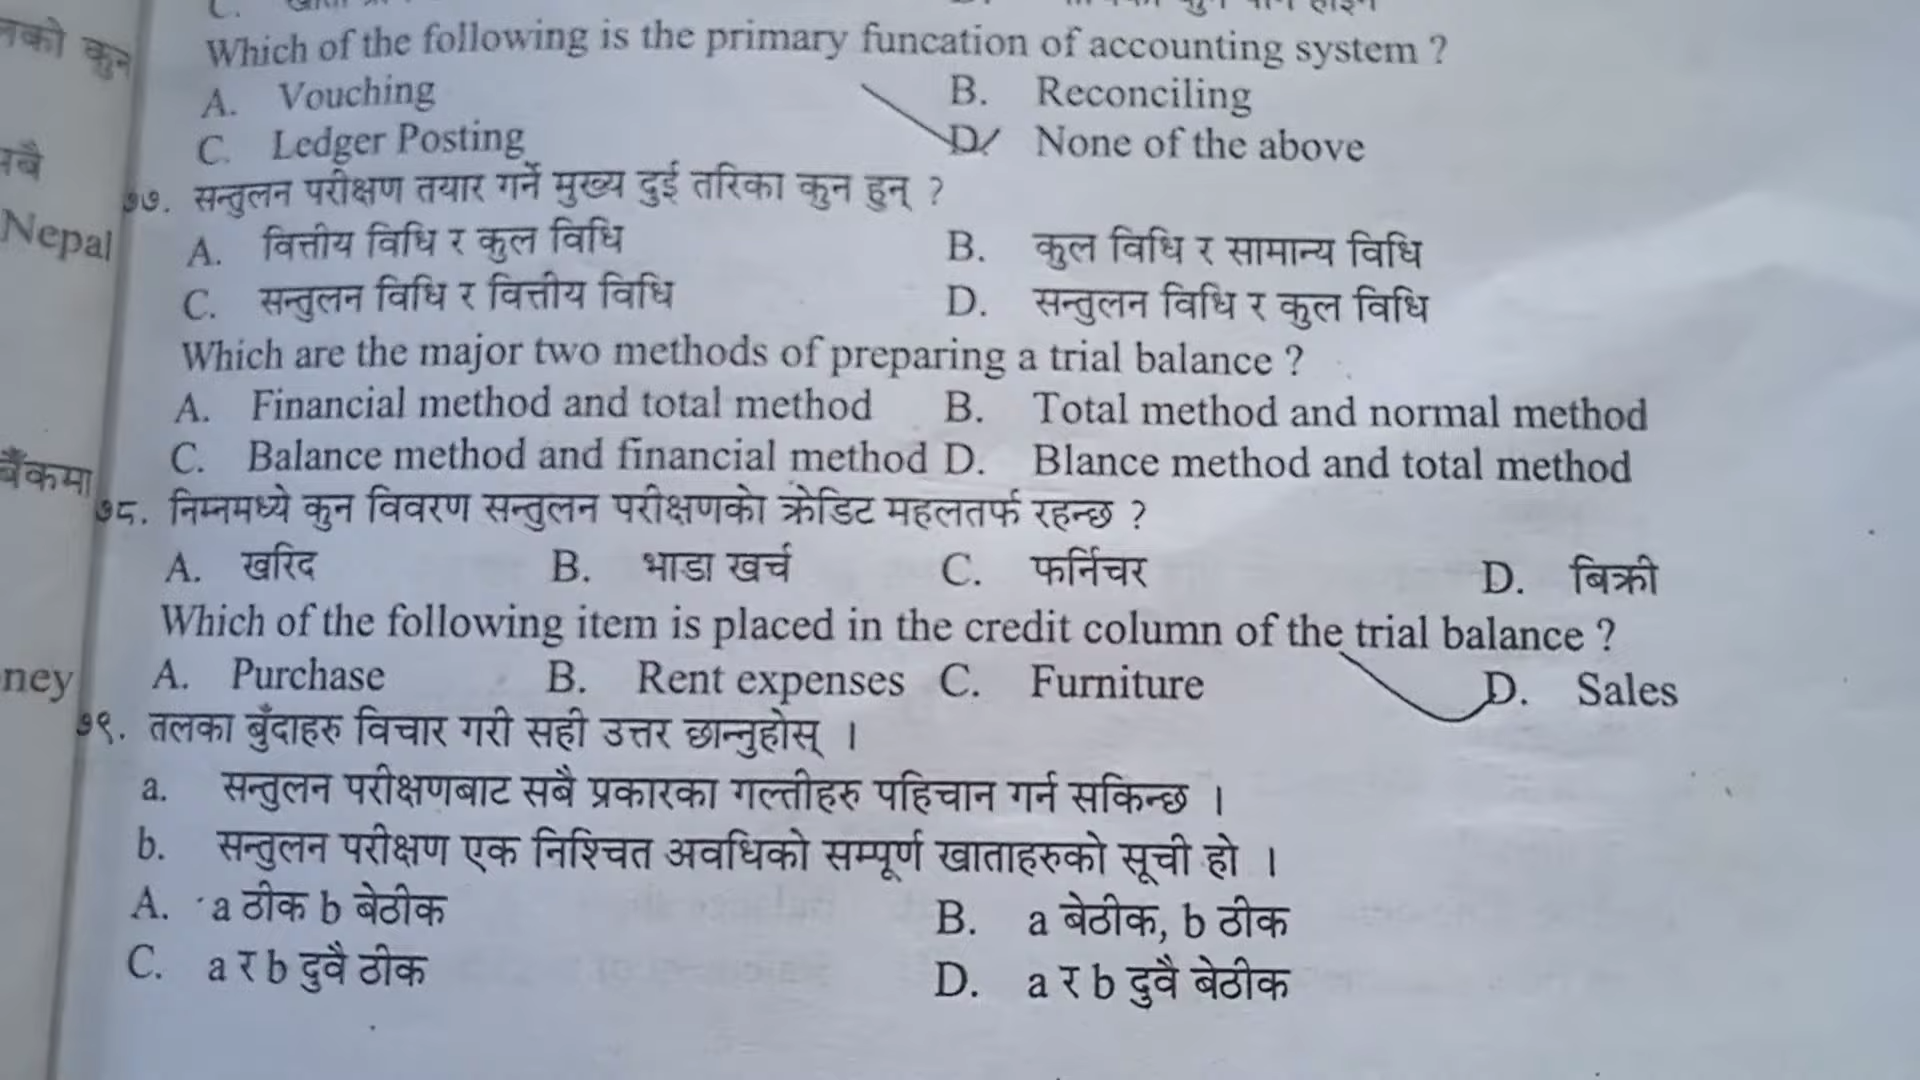 कुन
Which of the following is the primary funcation of accounting system ?
A. Vouching B. Reconciling
C. Ledger Posting D. None of the above
७७. सन्तुलन परीक्षण तयार गर्ने मुख्य दुई तरिका कुन हुन् ?
Nepal
A. वित्तीय विधि र कुल विधि B. कुल विधि र सामान्य विधि
C. सन्तुलन विधि र वित्तीय विधि D. सन्तुलन विधि र कुल विधि
Which are the major two methods of preparing a trial balance ?
A. Financial method and total method B. Total method and normal method
C. Balance method and financial method D. Blance method and total method
७८. निम्नमध्ये कुन विवरण सन्तुलन परीक्षणको क्रेडिट महलतर्फ रहन्छ ?
A. खरिद B. भाडा खर्च C. फर्निचर D. बिक्री
Which of the following item is placed in the credit column of the trial balance ?
ney
A. Purchase B. Rent expenses C. Furniture D. Sales
७९. तलका बुँदाहरु विचार गरी सही उत्तर छान्नुहोस् ।
a. सन्तुलन परीक्षणबाट सबै प्रकारका गल्तीहरु पहिचान गर्न सकिन्छ ।
b. सन्तुलन परीक्षण एक निश्चित अवधिको सम्पूर्ण खाताहरुको सूची हो ।
A. a ठीक b बेठीक B. a बेठीक, b ठीक
C. a र b दुवै ठीक D. a र b दुवै बेठीक